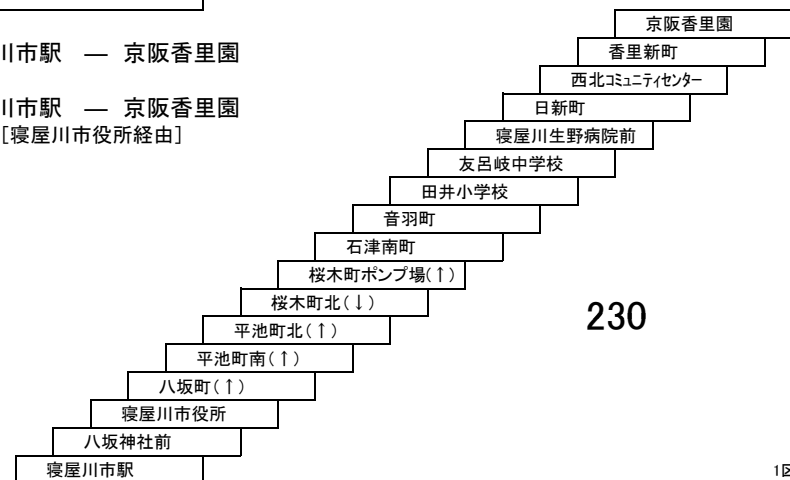 京阪香里園
川市駅 ― 京阪香里園
香里新町
西北ｺﾐｭﾆﾃｨｾﾝﾀｰ
川市駅 ― 京阪香里園
日新町
[寝屋川市役所経由]
寝屋川生野病院前
友呂岐中学校
田井小学校
音羽町
石津南町
桜木町ポンプ場(↑)
桜木町北(↓)
230
平池町北(↑)
平池町南(↑)
八坂町(↑)
寝屋川市役所
八坂神社前
寝屋川市駅
1区